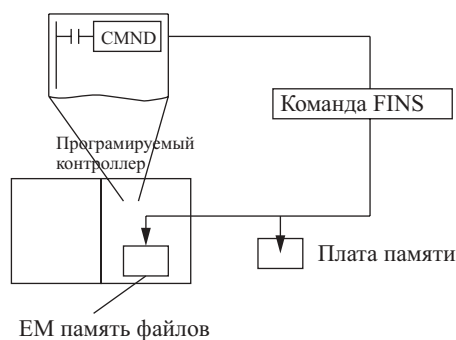 CMND
Команда FINS
Програмируемый
контроллер
Плата памяти
EM память файлов